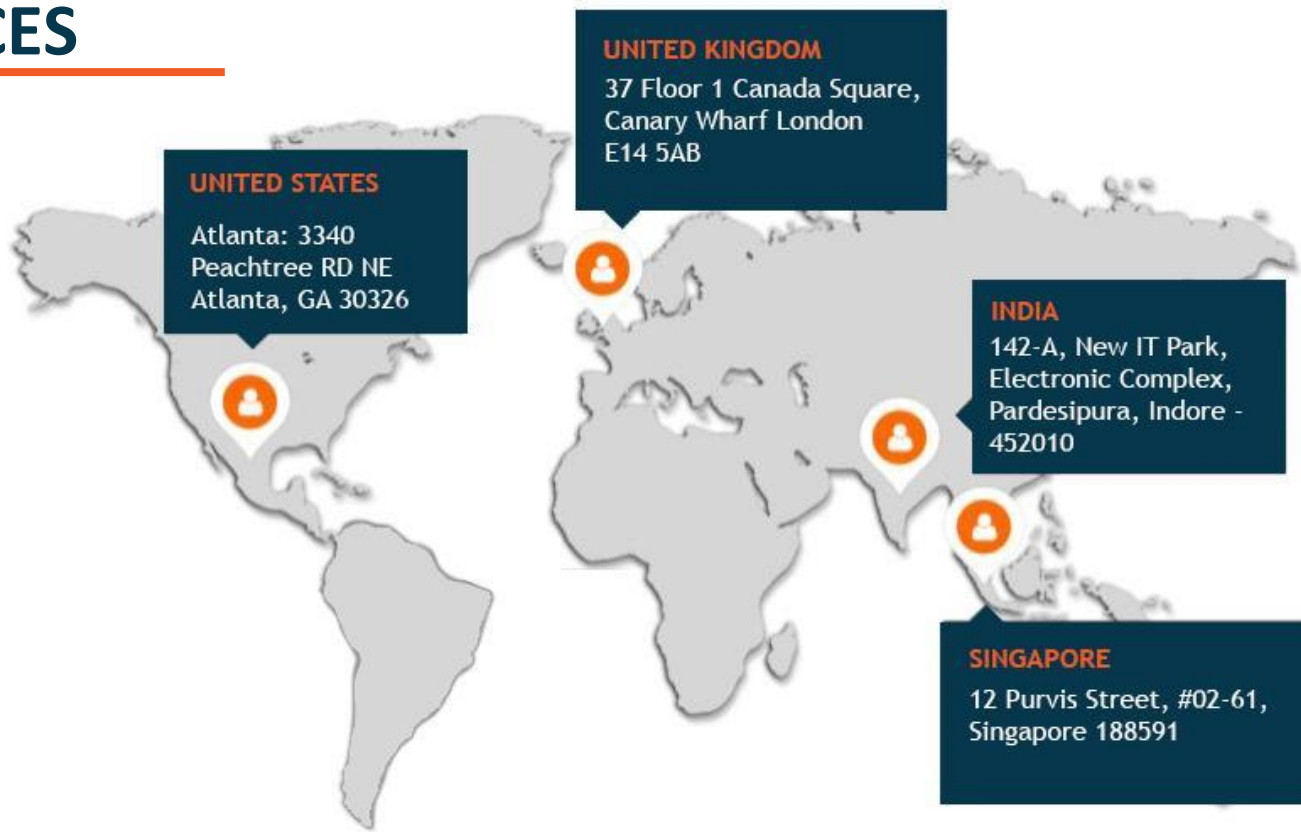 CES
UNITED KINGDOM
37 Floor 1 Canada Square,
Canary Wharf London
E14 5AB
UNITED STATES
Atlanta: 3340
Peachtree RD NE
Atlanta, GA 30326
INDIA
142-A, New IT Park,
Electronic Complex,
Pardesipura, Indore -
452010
SINGAPORE
12 Purvis Street, #02-61,
Singapore 188591